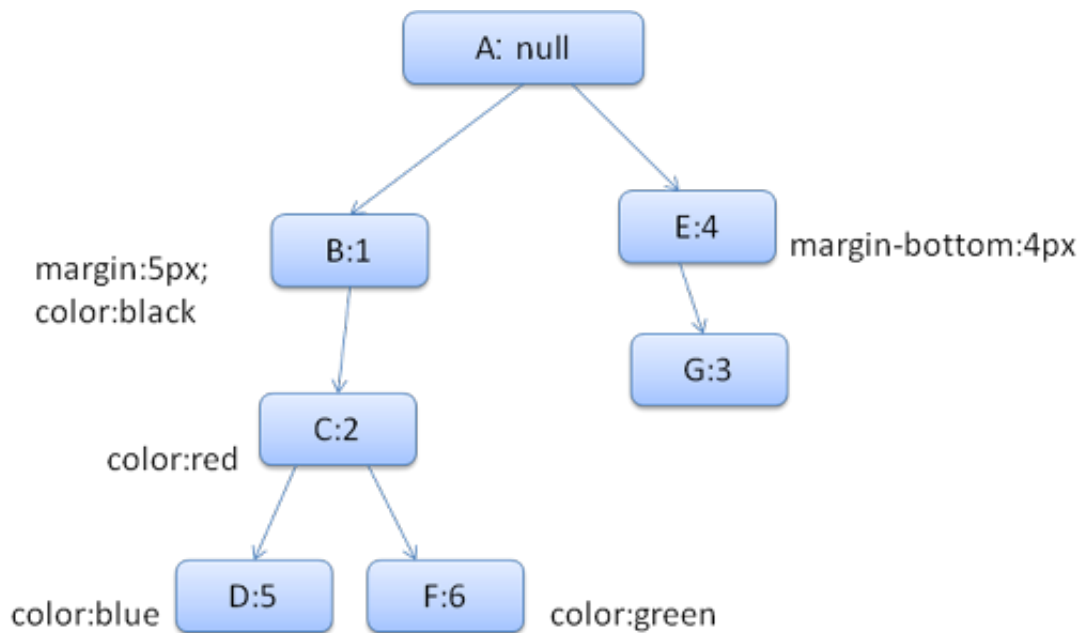 A: null
B:1
E:4
margin-bottom:4px
margin:5px;
color:black
G:3
C:2
color:red
D:5
F:6
color:blue
color:green